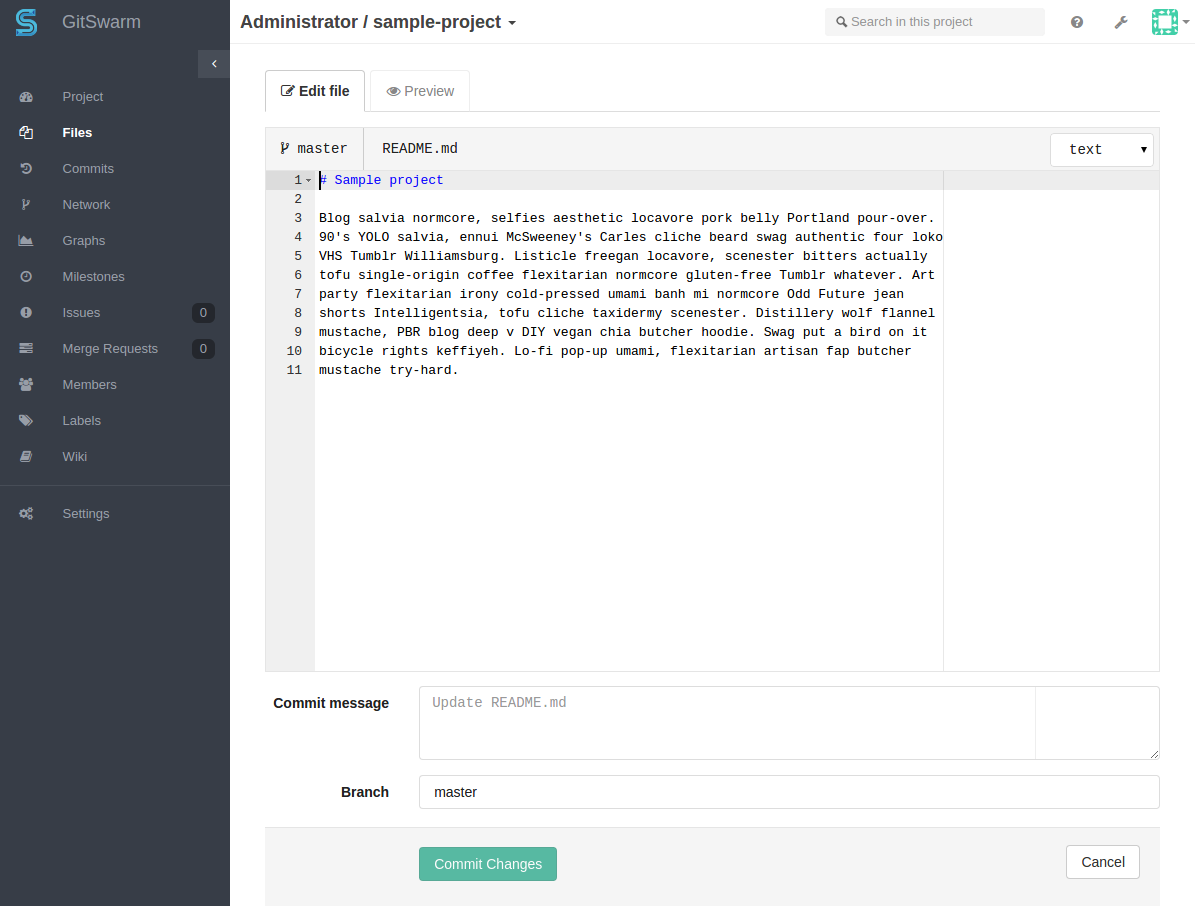 GitSwarm
Administrator / sample-project
Search in this project
Project
Files
Commits
Network
Graphs
Milestones
Issues 0
Merge Requests 0
Members
Labels
Wiki
Settings
Edit file
Preview
master README.md text
1 # Sample project
2
3 Blog salvia normcore, selfies aesthetic locavore pork belly Portland pour-over.
4 90's YOLO salvia, ennui McSweeney's Carles cliche beard swag authentic four loko
5 VHS Tumblr Williamsburg. Listicle freegan locavore, scenester bitters actually
6 tofu single-origin coffee flexitarian normcore gluten-free Tumblr whatever. Art
7 party flexitarian irony cold-pressed umami banh mi normcore Odd Future jean
8 shorts Intelligentsia, tofu cliche taxidermy scenester. Distillery wolf flannel
9 mustache, PBR blog deep v DIY vegan chia butcher hoodie. Swag put a bird on it
10 bicycle rights keffiyeh. Lo-fi pop-up umami, flexitarian artisan fap butcher
11 mustache try-hard.
Commit message
Update README.md
Branch
master
Commit Changes
Cancel